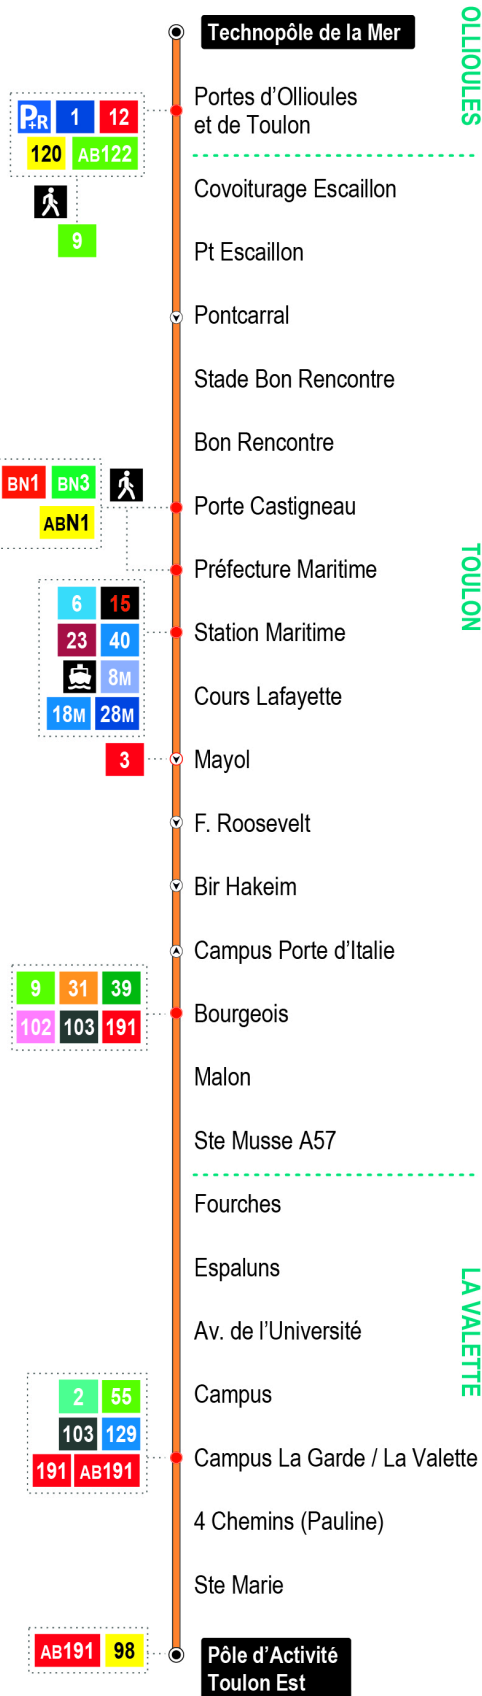 Technopôle de la Mer
OLLIOULES
P+R 1 12
120 AB122
9
Portes d'Ollioules
et de Toulon
Covoiturage Escaillon
Pt Escaillon
Pontcarral
Stade Bon Rencontre
Bon Rencontre
BN1 BN3
ABN1
Porte Castigneau
Préfecture Maritime
TOULON
6 15
23 40
8M
18M 28M
Station Maritime
Cours Lafayette
3
Mayol
F. Roosevelt
Bir Hakeim
Campus Porte d'Italie
9 31 39
102 103 191
Bourgeois
Malon
Ste Musse A57
Fourches
Espaluns
Av. de l'Université
LA VALETTE
Campus
2 55
103 129
191 AB191
Campus La Garde / La Valette
4 Chemins (Pauline)
Ste Marie
AB191 98
Pôle d'Activité
Toulon Est